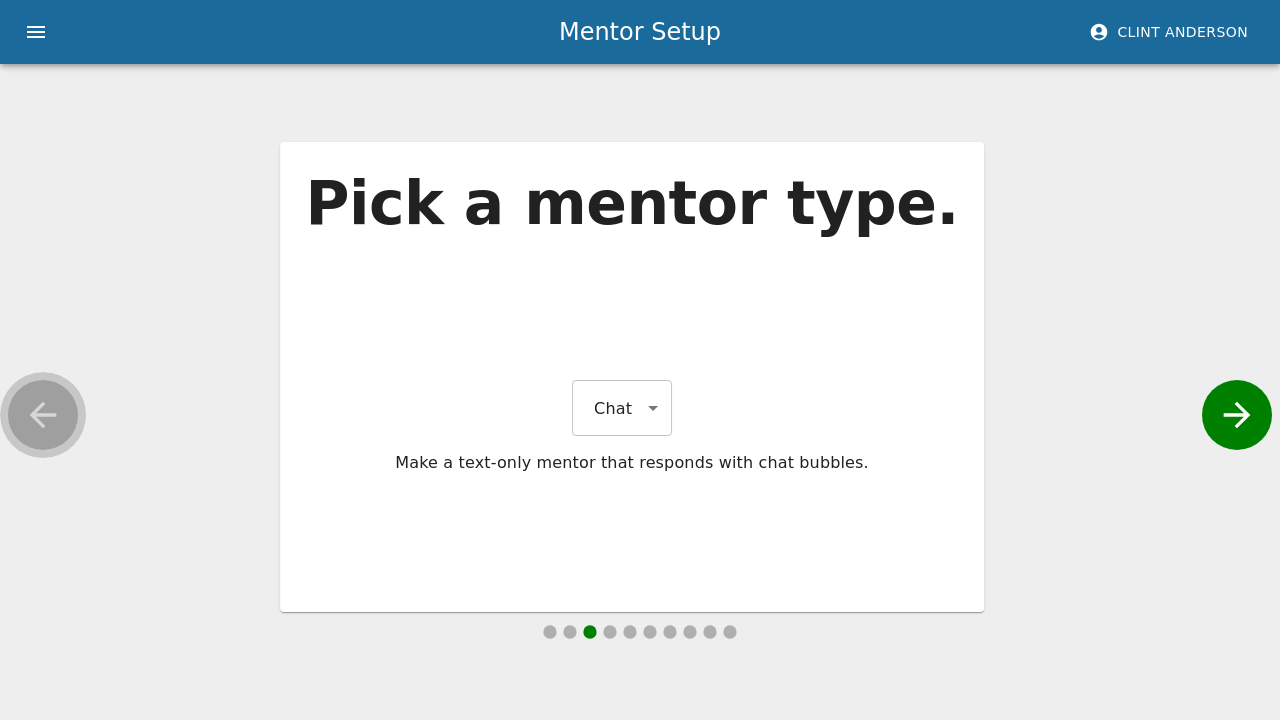 Mentor Setup
CLINT ANDERSON
Pick a mentor type.
Chat
Make a text-only mentor that responds with chat bubbles.